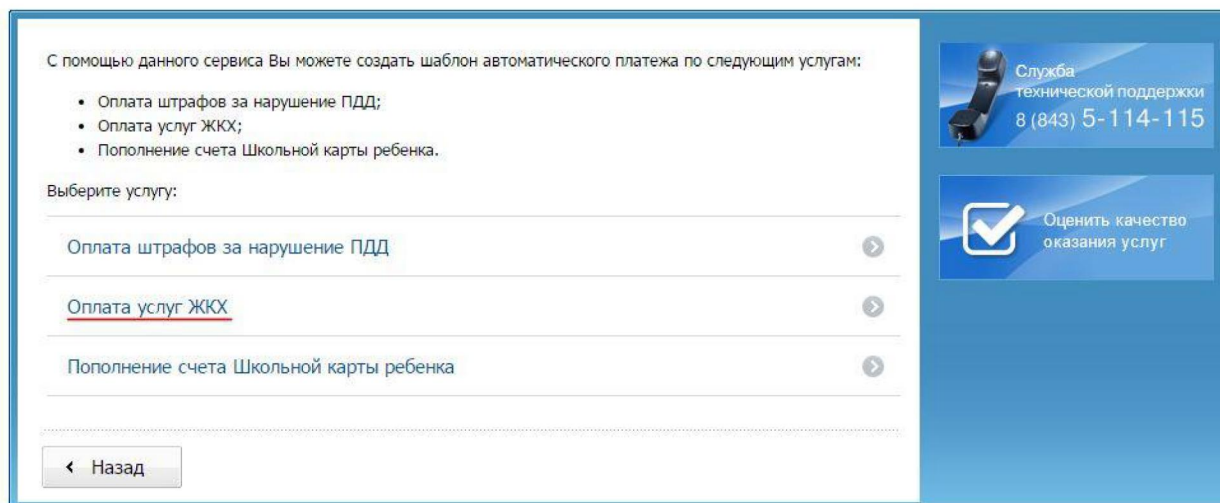 С помощью данного сервиса Вы можете создать шаблон автоматического платежа по следующим услугам:
• Оплата штрафов за нарушение ПДД;
• Оплата услуг ЖКХ;
• Пополнение счета Школьной карты ребенка.
Выберите услугу:
Оплата штрафов за нарушение ПДД
Оплата услуг ЖКХ
Пополнение счета Школьной карты ребенка
Назад
Служба
технической поддержки
8 (843) 5-114-115
Оценить качество
оказания услуг